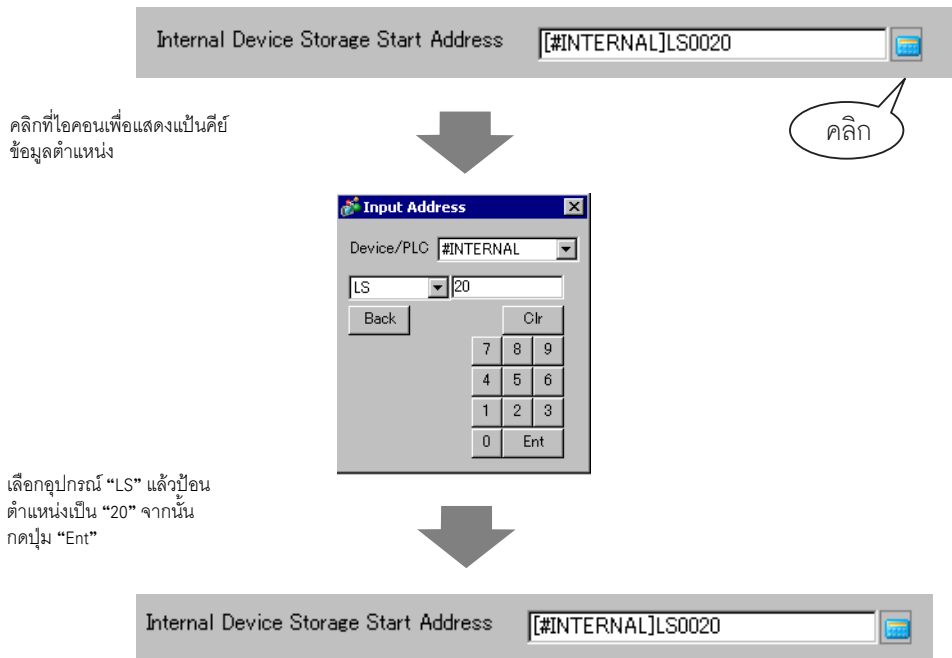 Internal Device Storage Start Address [#INTERNAL]LS0020
คลิกที่ไอคอนเพื่อแสดงแป้นคีย์
ข้อมูลตำแหน่ง
คลิก
Input Address
Device/PLC #INTERNAL
LS 20
Back Clr
7 8 9
4 5 6
1 2 3
0 Ent
เลือกอุปกรณ์ “LS” แล้วป้อน
ตำแหน่งเป็น “20” จากนั้น
กดปุ่ม “Ent”
Internal Device Storage Start Address [#INTERNAL]LS0020